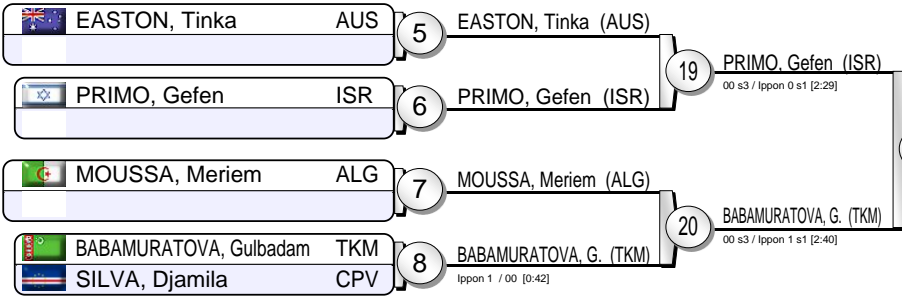 EASTON, Tinka AUS
5
EASTON, Tinka (AUS)
PRIMO, Gefen ISR
6
PRIMO, Gefen (ISR)
19
PRIMO, Gefen (ISR)
00 s3 / Ippon 0 s1 [2:29]
MOUSSA, Meriem ALG
7
MOUSSA, Meriem (ALG)
BABAMURATOVA, Gulbadam TKM
SILVA, Djamila CPV
8
BABAMURATOVA, G. (TKM)
Ippon 1 / 00 [0:42]
20
BABAMURATOVA, G. (TKM)
00 s3 / Ippon 1 s1 [2:40]